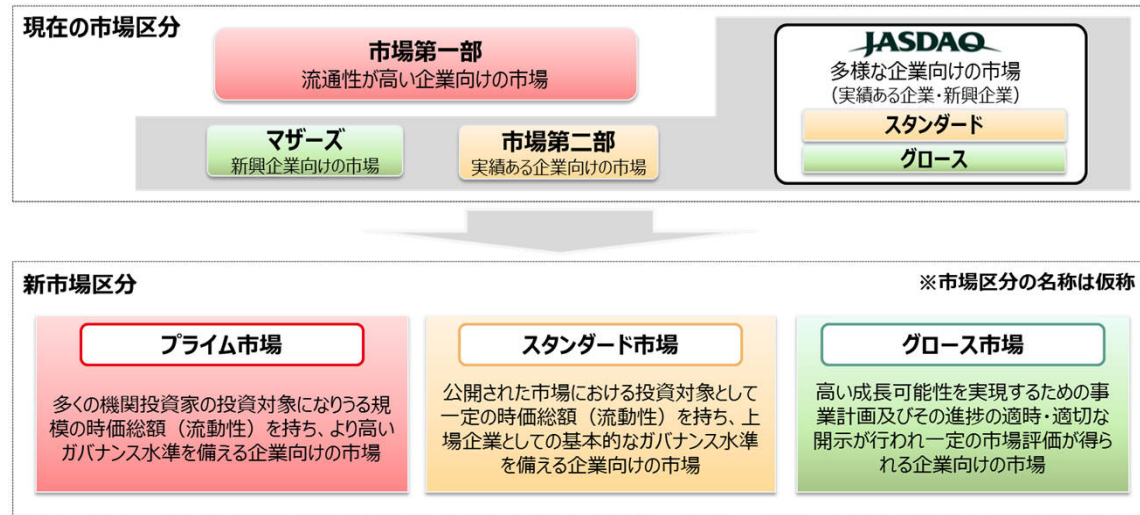 現在の市場区分
市場第一部
流通性が高い企業向けの市場
マザーズ
新興企業向けの市場
市場第二部
実績ある企業向けの市場
JASDAQ
多様な企業向けの市場
（実績ある企業・新興企業）
スタンダード
グロース
新市場区分
※市場区分の名称は仮称
プライム市場
多くの機関投資家の投資対象になりうる規
模の時価総額（流動性）を持ち、より高い
ガバナンス水準を備える企業向けの市場
スタンダード市場
公開された市場における投資対象として
一定の時価総額（流動性）を持ち、上
場企業としての基本的なガバナンス水準
を備える企業向けの市場
グロース市場
高い成長可能性を実現するための事
業計画及びその進捗の適時・適切な
開示が行われ一定の市場評価が得ら
れる企業向けの市場